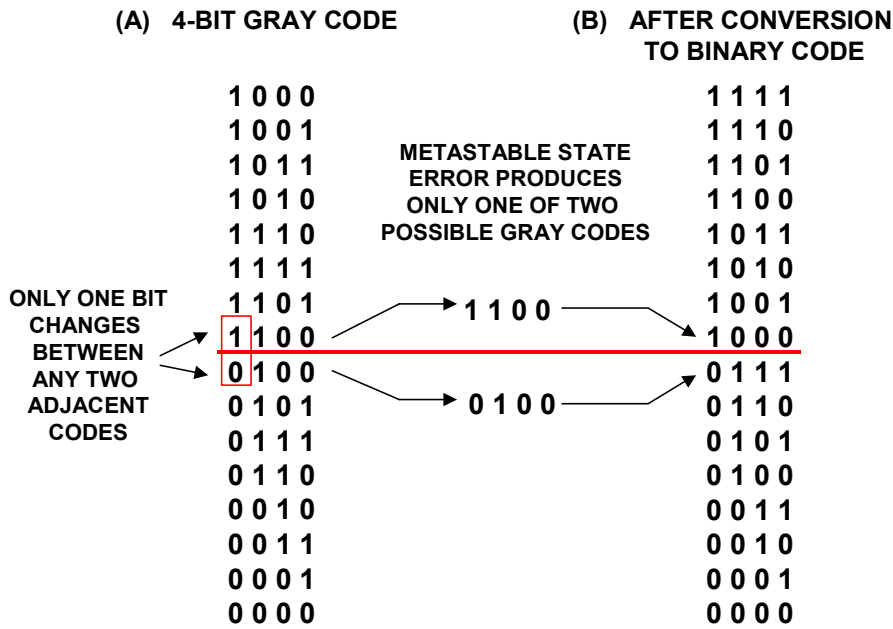 (A) 4-BIT GRAY CODE
(B) AFTER CONVERSION
TO BINARY CODE
1 0 0 0
1 0 0 1
1 0 1 1
1 0 1 0
1 1 1 0
1 1 1 1
1 1 0 1
1 1 0 0
0 1 0 0
0 1 0 1
0 1 1 1
0 1 1 0
0 0 1 0
0 0 1 1
0 0 0 1
0 0 0 0
ONLY ONE BIT
CHANGES
BETWEEN
ANY TWO
ADJACENT
CODES
METASTABLE STATE
ERROR PRODUCES
ONLY ONE OF TWO
POSSIBLE GRAY CODES
1 1 0 0
0 1 0 0
1 1 1 1
1 1 1 0
1 1 0 1
1 1 0 0
1 0 1 1
1 0 1 0
1 0 0 1
1 0 0 0
0 1 1 1
0 1 1 0
0 1 0 1
0 1 0 0
0 0 1 1
0 0 1 0
0 0 0 1
0 0 0 0